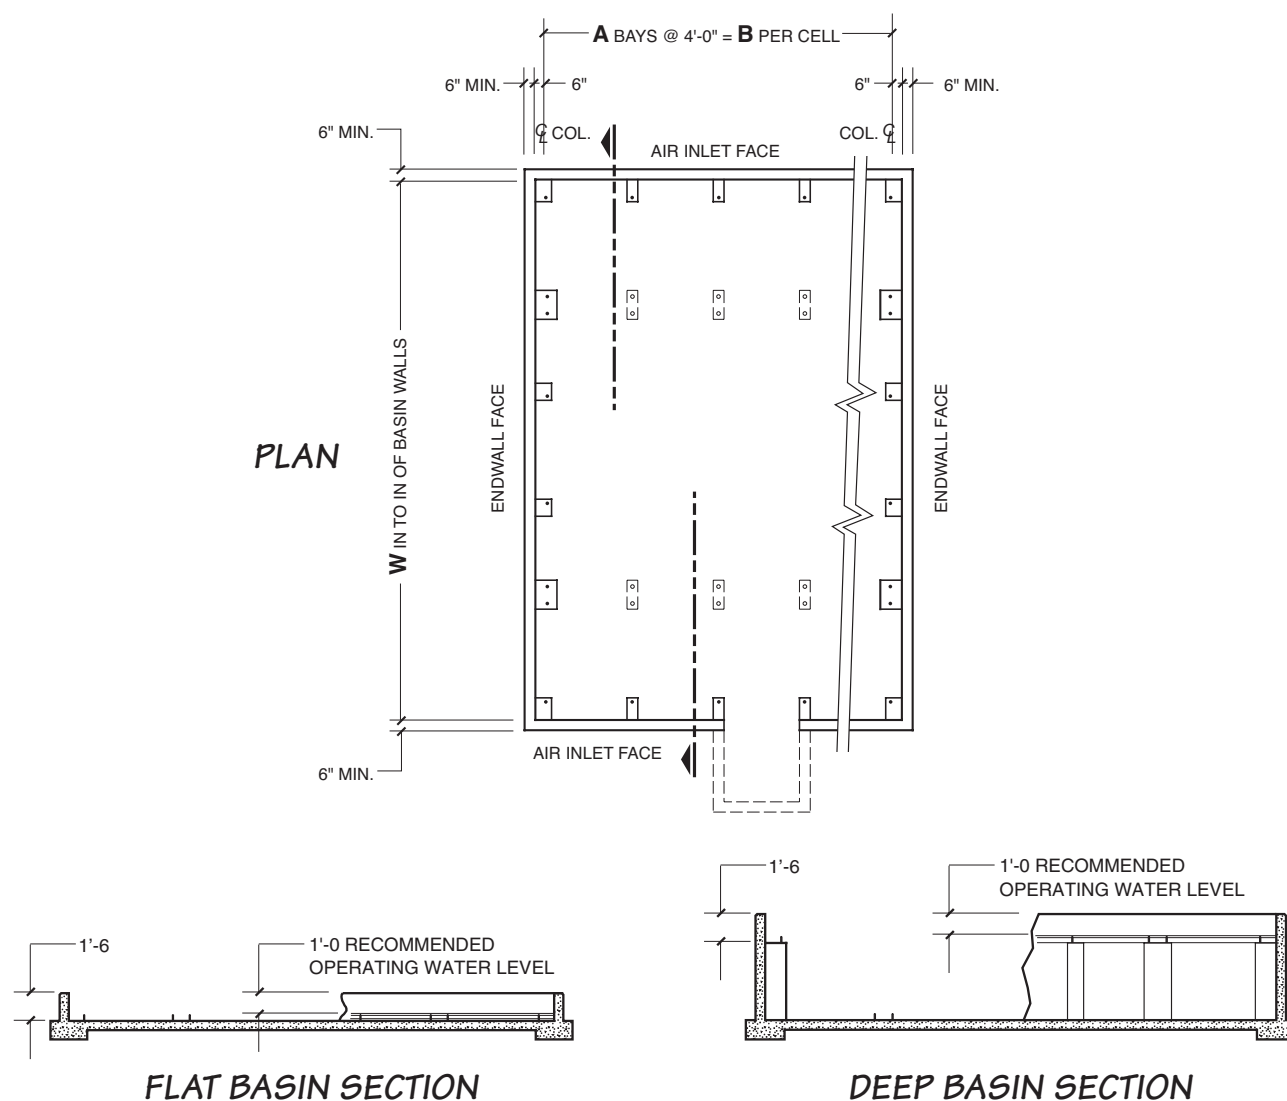 A BAYS @ 4'-0" = B PER CELL
6" MIN.
6"
6"
6" MIN.
6" MIN.
℄ COL.
COL. ℄
AIR INLET FACE
W IN TO IN OF BASIN WALLS
ENDWALL FACE
ENDWALL FACE
PLAN
AIR INLET FACE
6" MIN.
1'-6
1'-0 RECOMMENDED
OPERATING WATER LEVEL
FLAT BASIN SECTION
1'-6
1'-0 RECOMMENDED
OPERATING WATER LEVEL
DEEP BASIN SECTION